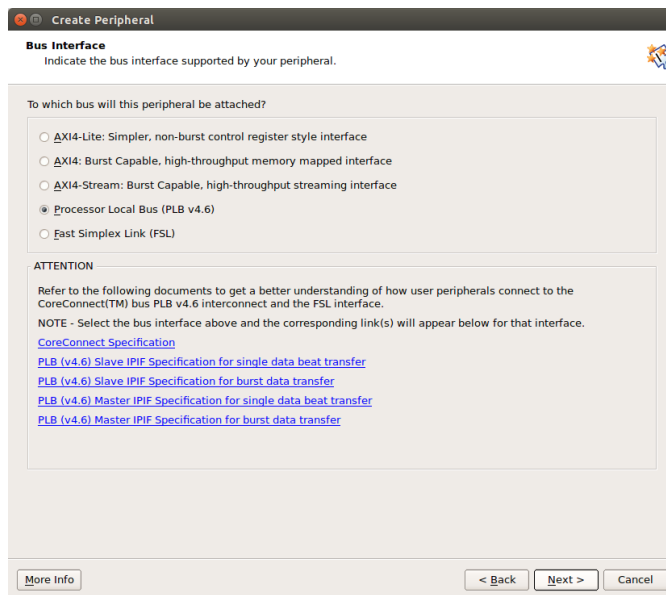 Create Peripheral
Bus Interface
Indicate the bus interface supported by your peripheral.
To which bus will this peripheral be attached?
AXI4-Lite: Simpler, non-burst control register style interface
AXI4: Burst Capable, high-throughput memory mapped interface
AXI4-Stream: Burst Capable, high-throughput streaming interface
Processor Local Bus (PLB v4.6)
Fast Simplex Link (FSL)
ATTENTION
Refer to the following documents to get a better understanding of how user peripherals connect to the
CoreConnect(TM) bus PLB v4.6 interconnect and the FSL interface.
NOTE - Select the bus interface above and the corresponding link(s) will appear below for that interface.
CoreConnect Specification
PLB (v4.6) Slave IPIF Specification for single data beat transfer
PLB (v4.6) Slave IPIF Specification for burst data transfer
PLB (v4.6) Master IPIF Specification for single data beat transfer
PLB (v4.6) Master IPIF Specification for burst data transfer
More Info
< Back
Next >
Cancel